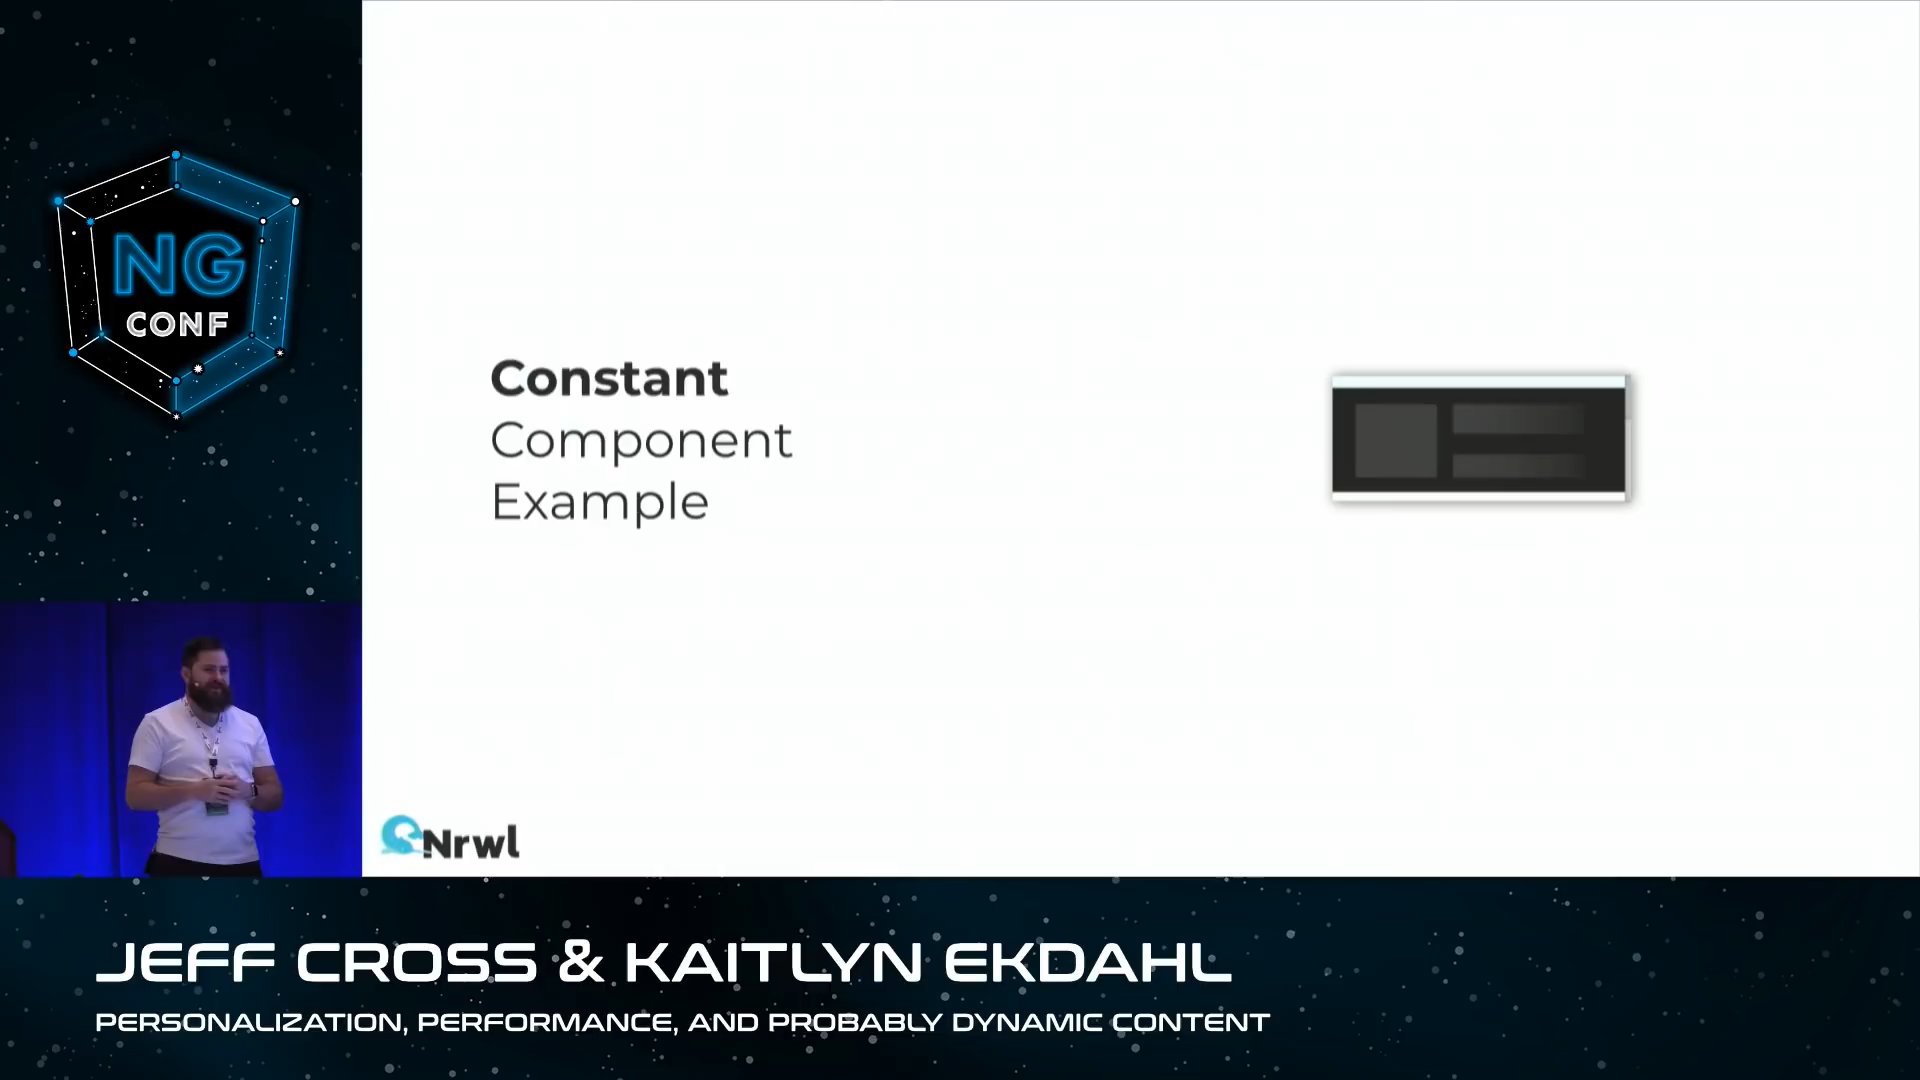 NG
CONF
Constant
Component
Example
Nrwl
JEFF CROSS & KAITLYN EKDAHL
PERSONALIZATION, PERFORMANCE, AND PROBABLY DYNAMIC CONTENT